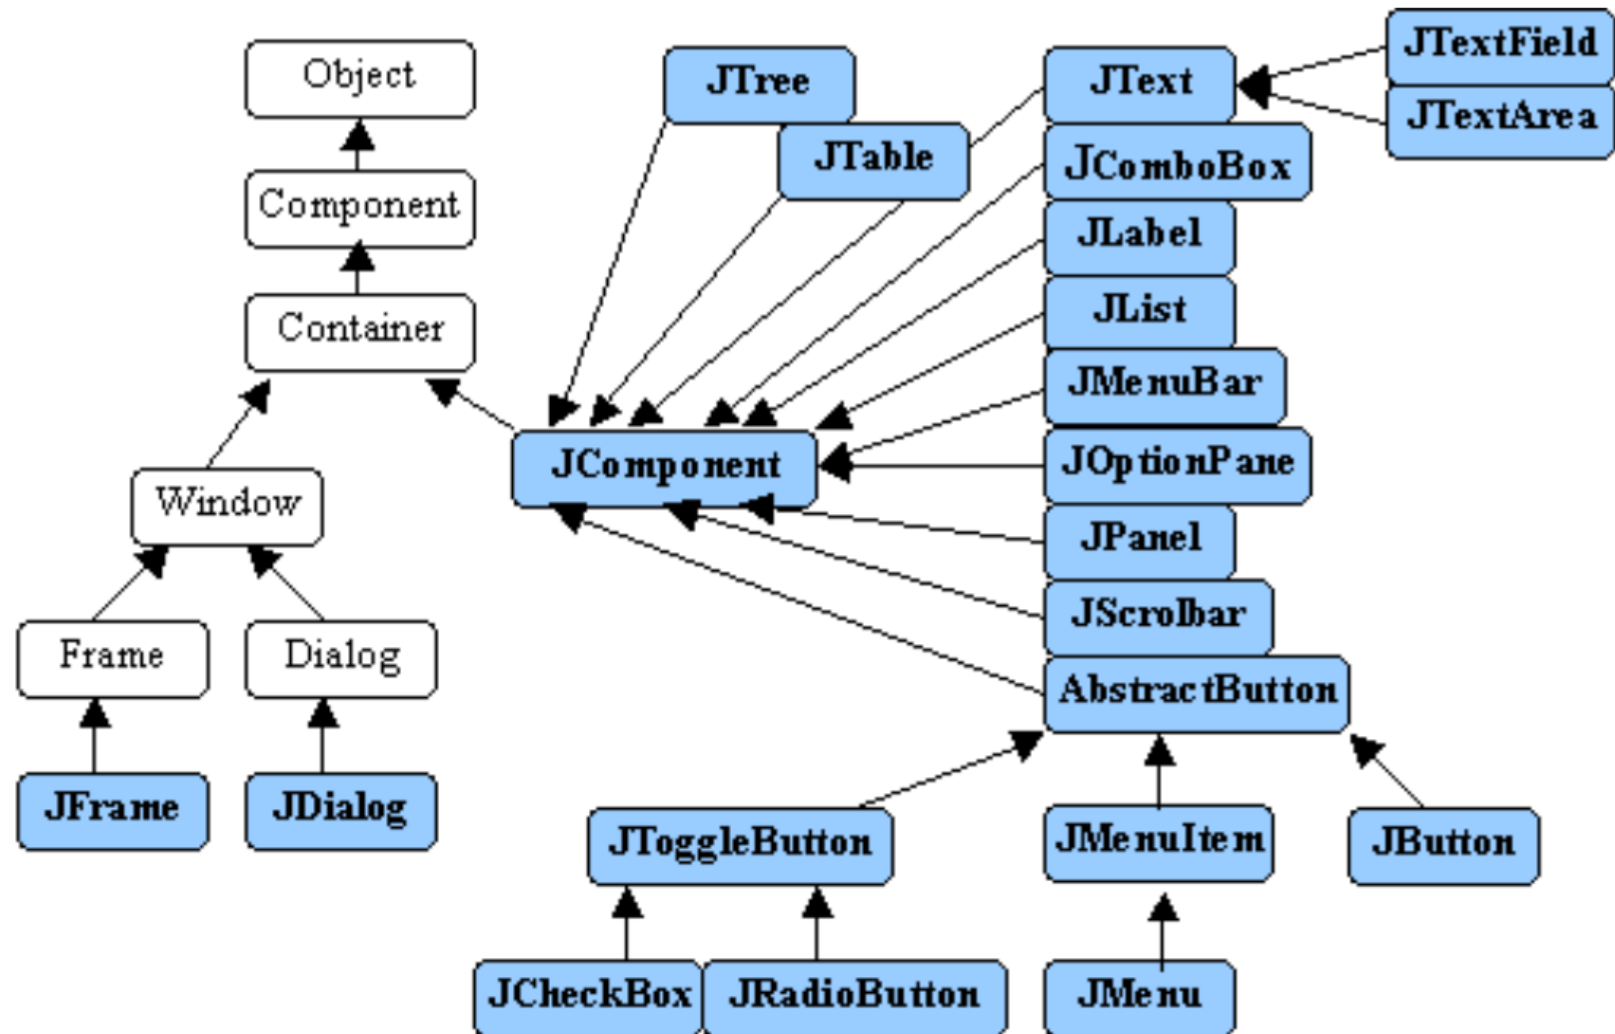 Object
Component
Container
Window
Frame
Dialog
JFrame
JDialog
JTree
JTable
JComponent
JText
JComboBox
JLabel
JList
JMenuBar
JOptionPane
JPanel
JScrollbar
AbstractButton
JTextField
JTextArea
JToggleButton
JMenuItem
JButton
JCheckBox
JRadioButton
JMenu